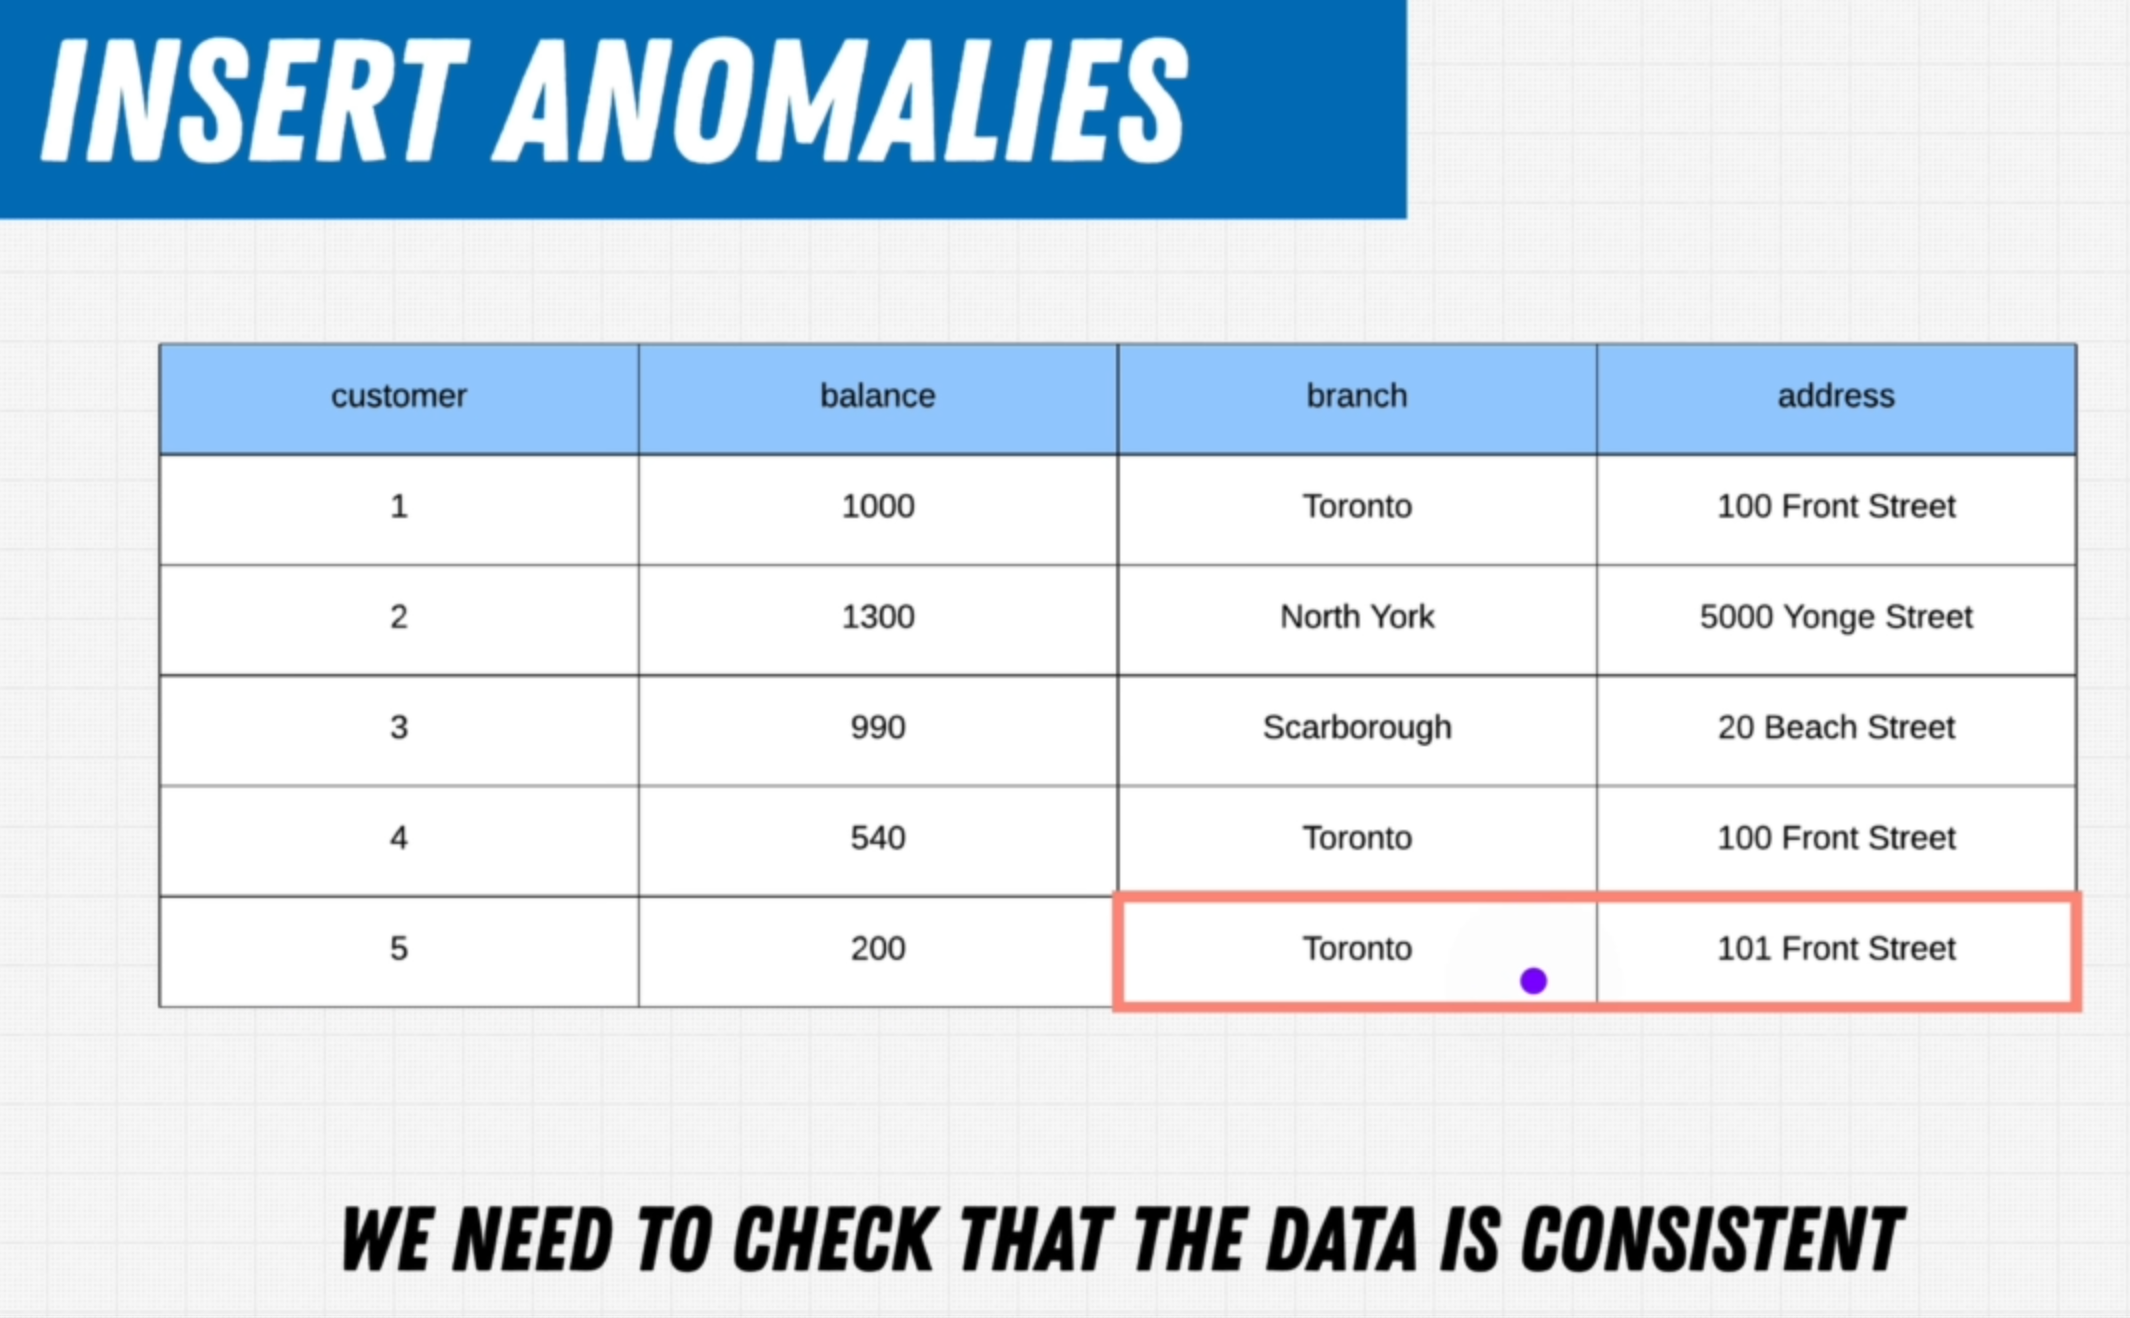 INSERT ANOMALIES
customer balance branch address
1 1000 Toronto 100 Front Street
2 1300 North York 5000 Yonge Street
3 990 Scarborough 20 Beach Street
4 540 Toronto 100 Front Street
5 200 Toronto 101 Front Street
WE NEED TO CHECK THAT THE DATA IS CONSISTENT